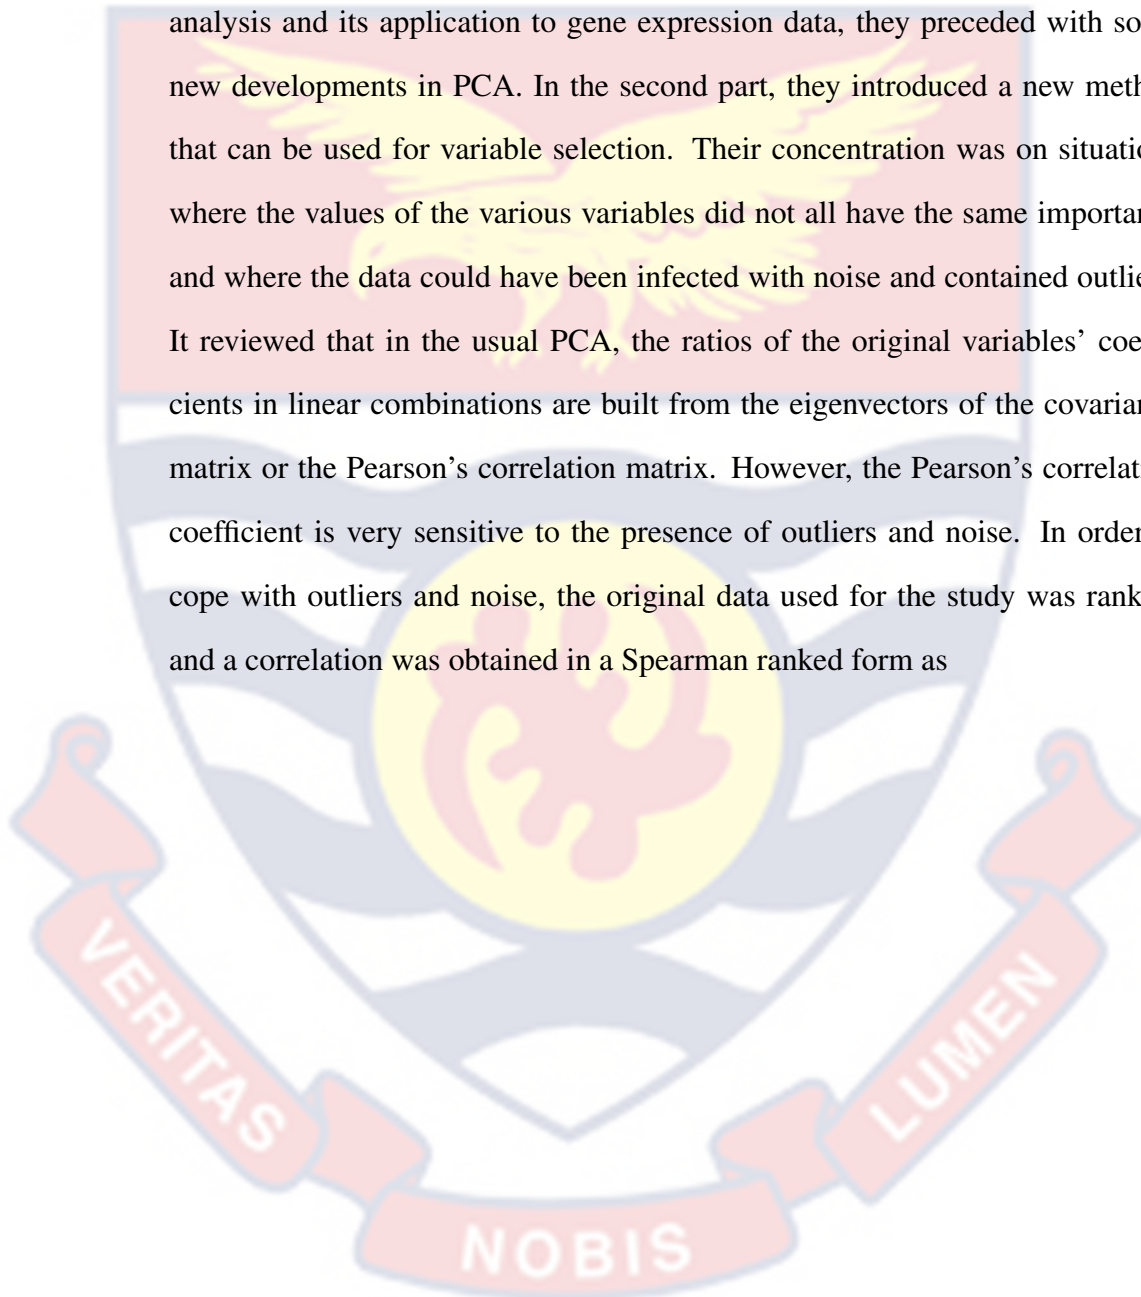 analysis and its application to gene expression data, they preceded with so
new developments in PCA. In the second part, they introduced a new meth
that can be used for variable selection. Their concentration was on situatio
where the values of the various variables did not all have the same importan
and where the data could have been infected with noise and contained outlie
It reviewed that in the usual PCA, the ratios of the original variables’ coe
cients in linear combinations are built from the eigenvectors of the covarian
matrix or the Pearson’s correlation matrix. However, the Pearson’s correlati
coefficient is very sensitive to the presence of outliers and noise. In order
cope with outliers and noise, the original data used for the study was rank
and a correlation was obtained in a Spearman ranked form as
VERITAS
NOBIS
LUMEN